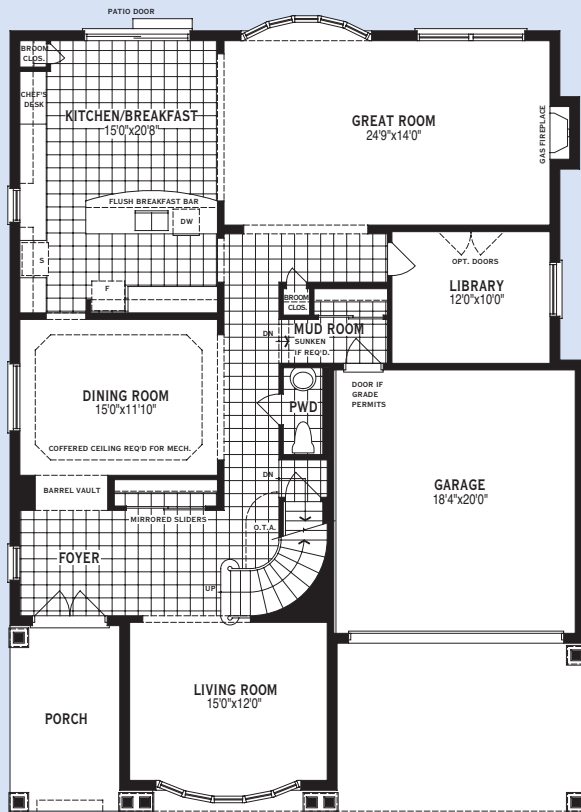 PATIO DOOR
BROOM
CLOS.
CHEF'S
DESK
KITCHEN/BREAKFAST
15'0"x20'8"
GREAT ROOM
24'9"x14'0"
GAS FIREPLACE
FLUSH BREAKFAST BAR
DW
S
F
OPT. DOORS
LIBRARY
12'0"x10'0"
BROOM
CLOS.
DN
MUD ROOM
SUNKEN
IF REQ'D.
DOOR IF
GRADE
PERMITS
PWD
DINING ROOM
15'0"x11'10"
COFFERED CEILING REQ'D FOR MECH.
GARAGE
18'4"x20'0"
DN
BARREL VAULT
MIRRORED SLIDERS
O.T.A.
FOYER
UP
LIVING ROOM
15'0"x12'0"
PORCH